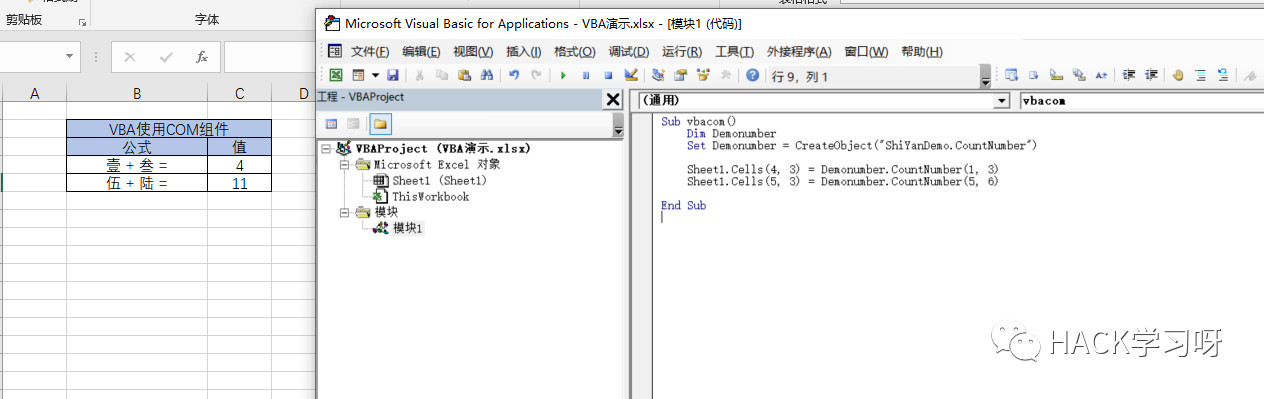 剪贴板
字体
fx
A
B
C
D
VBA使用COM组件
公式 值
壹 + 叁 = 4
伍 + 陆 = 11
Microsoft Visual Basic for Applications - VBA演示.xlsx - [模块1 (代码)]
文件(F) 编辑(E) 视图(V) 插入(I) 格式(O) 调试(D) 运行(R) 工具(T) 外接程序(A) 窗口(W) 帮助(H)
行 9, 列 1
工程 - VBAProject
VBAProject (VBA演示.xlsx)
Microsoft Excel 对象
Sheet1 (Sheet1)
ThisWorkbook
模块
模块1
(通用)
vbacom
Sub vbacom()
Dim Demonumber
Set Demonumber = CreateObject("ShiYanDemo.CountNumber")
Sheet1.Cells(4, 3) = Demonumber.CountNumber(1, 3)
Sheet1.Cells(5, 3) = Demonumber.CountNumber(5, 6)
End Sub
HACK学习呀